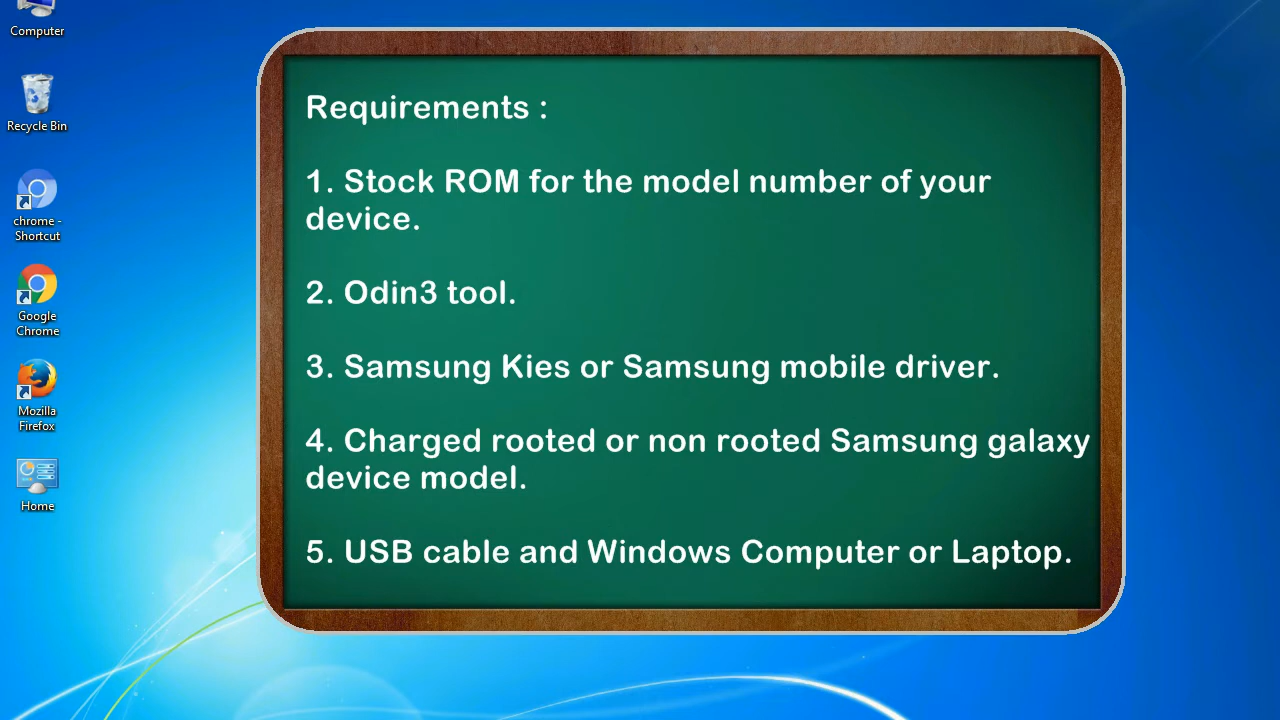 Computer
Recycle Bin
chrome -
Shortcut
Google
Chrome
Mozilla
Firefox
Home
Requirements :
1. Stock ROM for the model number of your
device.
2. Odin3 tool.
3. Samsung Kies or Samsung mobile driver.
4. Charged rooted or non rooted Samsung galaxy
device model.
5. USB cable and Windows Computer or Laptop.